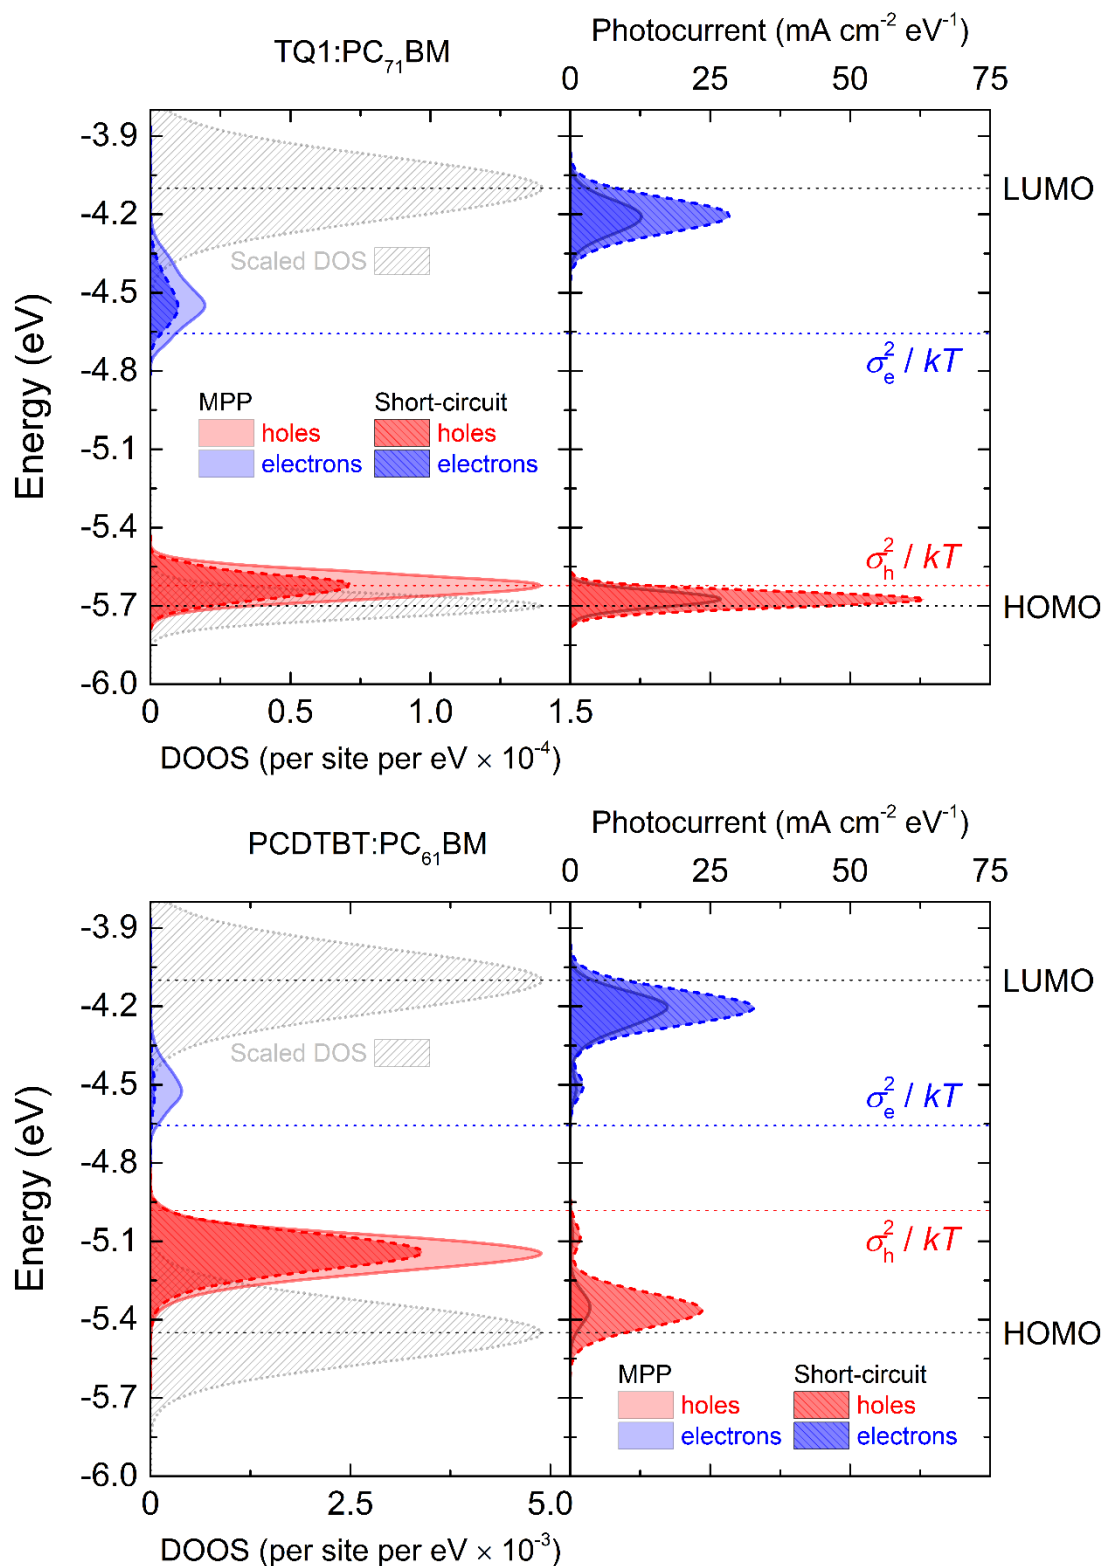 Photocurrent (mA cm⁻² eV⁻¹)
TQ1:PC₇₁BM
0 25 50 75
-3.9
-4.2
-4.5
-4.8
-5.1
-5.4
-5.7
-6.0
Energy (eV)
LUMO
Scaled DOS
σₑ² / kT
MPP Short-circuit
holes holes
electrons electrons
σₕ² / kT
HOMO
0 0.5 1.0 1.5
DOOS (per site per eV × 10⁻⁴)
Photocurrent (mA cm⁻² eV⁻¹)
PCDTBT:PC₆₁BM
0 25 50 75
-3.9
-4.2
-4.5
-4.8
-5.1
-5.4
-5.7
-6.0
Energy (eV)
LUMO
Scaled DOS
σₑ² / kT
σₕ² / kT
HOMO
MPP Short-circuit
holes holes
electrons electrons
0 2.5 5.0
DOOS (per site per eV × 10⁻³)